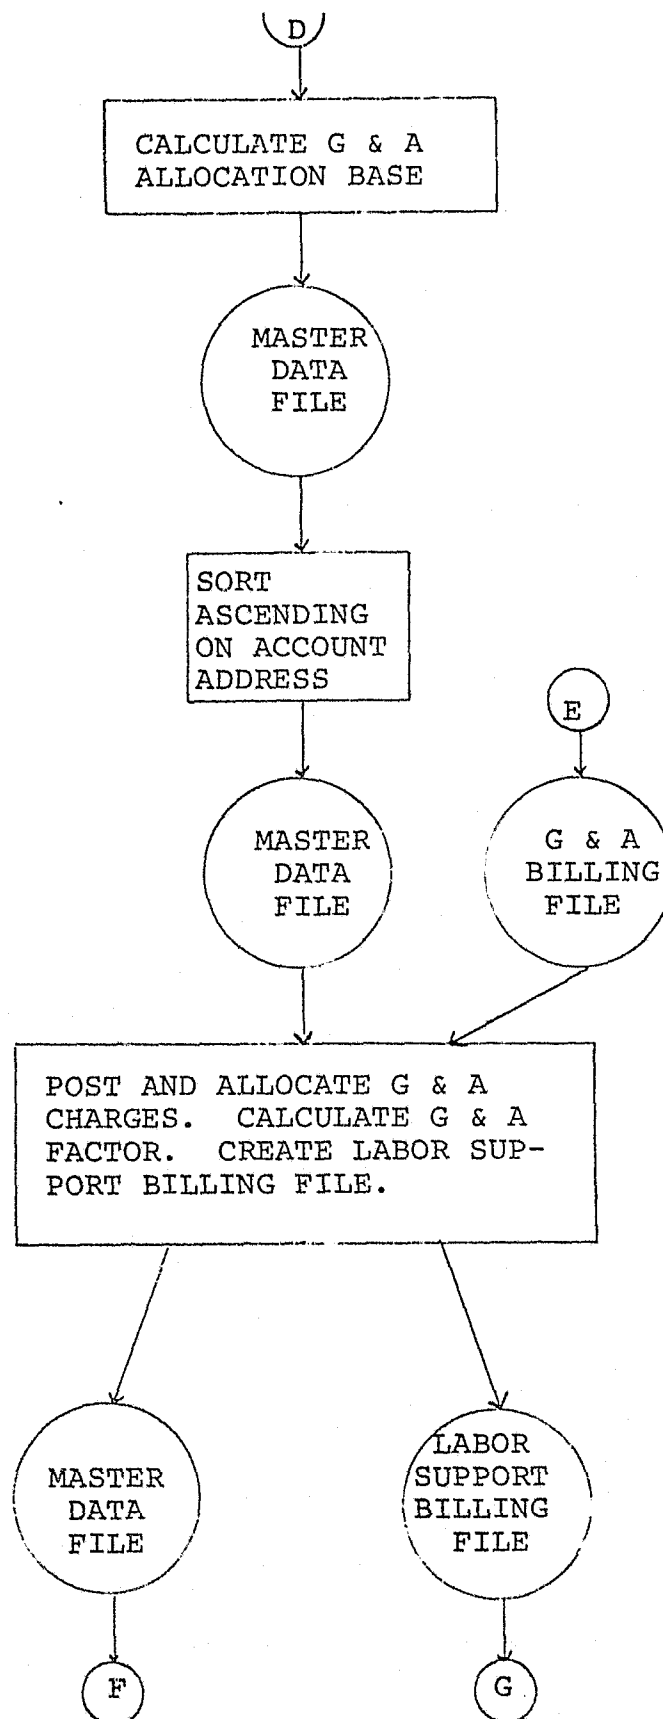 D
CALCULATE G & A
ALLOCATION BASE
MASTER
DATA
FILE
SORT
ASCENDING
ON ACCOUNT
ADDRESS
E
MASTER
DATA
FILE
G & A
BILLING
FILE
POST AND ALLOCATE G & A
CHARGES. CALCULATE G & A
FACTOR. CREATE LABOR SUP-
PORT BILLING FILE.
MASTER
DATA
FILE
LABOR
SUPPORT
BILLING
FILE
F
G